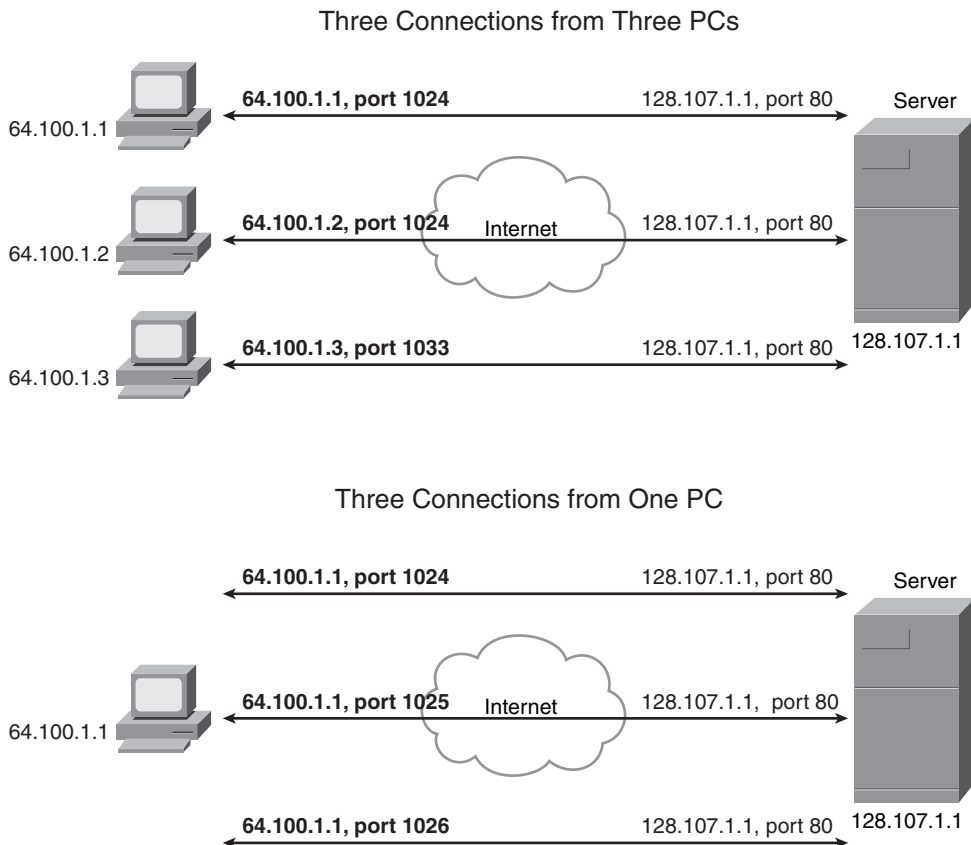 Three Connections from Three PCs
64.100.1.1, port 1024 128.107.1.1, port 80 Server
64.100.1.1
64.100.1.2, port 1024 Internet 128.107.1.1, port 80
64.100.1.2
64.100.1.3, port 1033 128.107.1.1, port 80 128.107.1.1
64.100.1.3
Three Connections from One PC
64.100.1.1, port 1024 128.107.1.1, port 80 Server
64.100.1.1, port 1025 Internet 128.107.1.1, port 80
64.100.1.1
64.100.1.1, port 1026 128.107.1.1, port 80 128.107.1.1